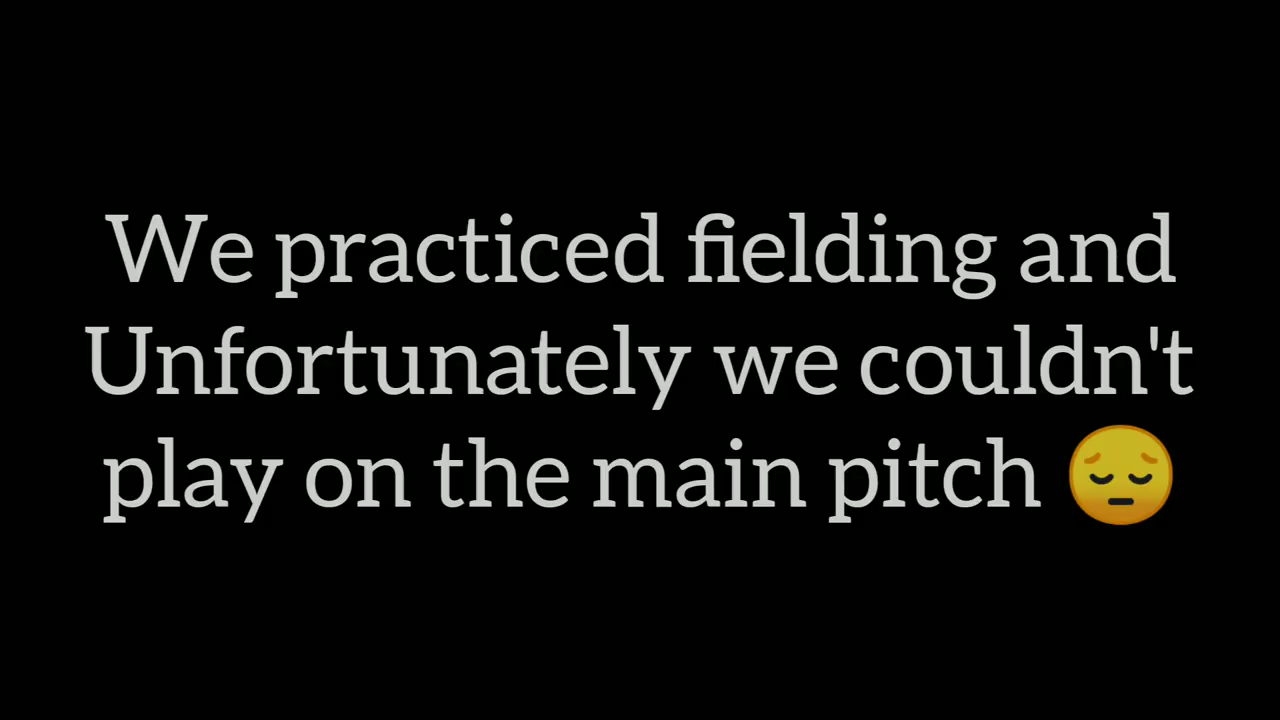 We practiced fielding and
Unfortunately we couldn't
play on the main pitch 😔